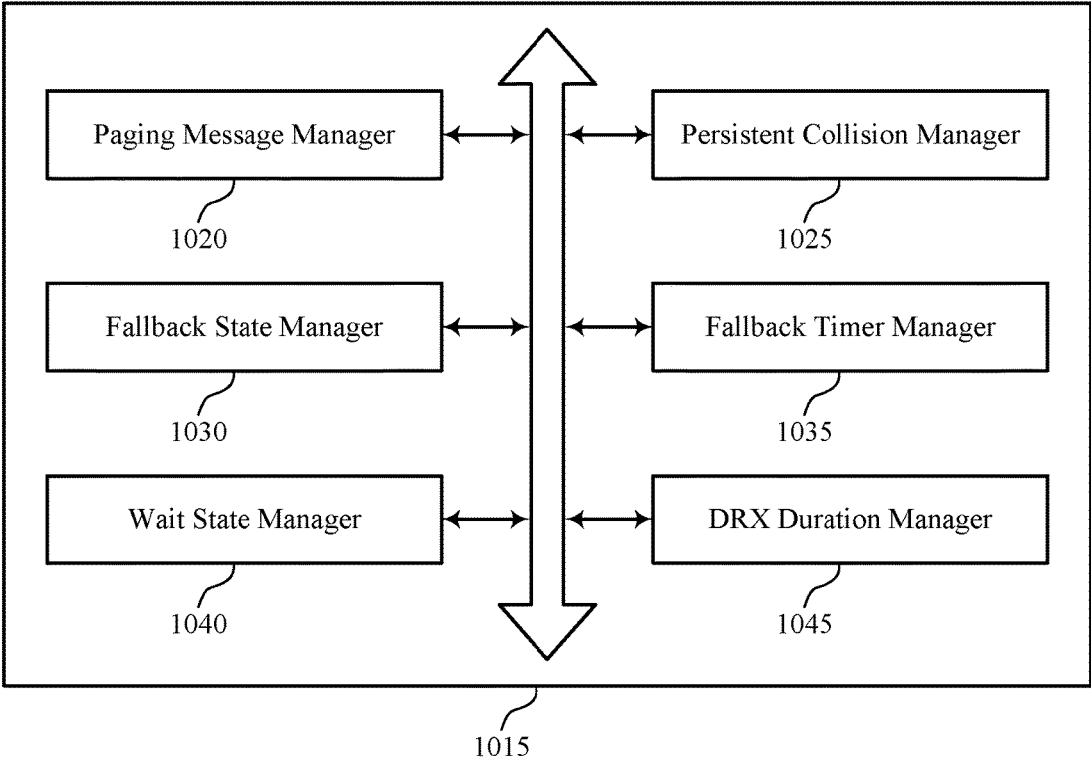 Paging Message Manager
Persistent Collision Manager
1020
1025
Fallback State Manager
Fallback Timer Manager
1030
1035
Wait State Manager
DRX Duration Manager
1040
1045
1015